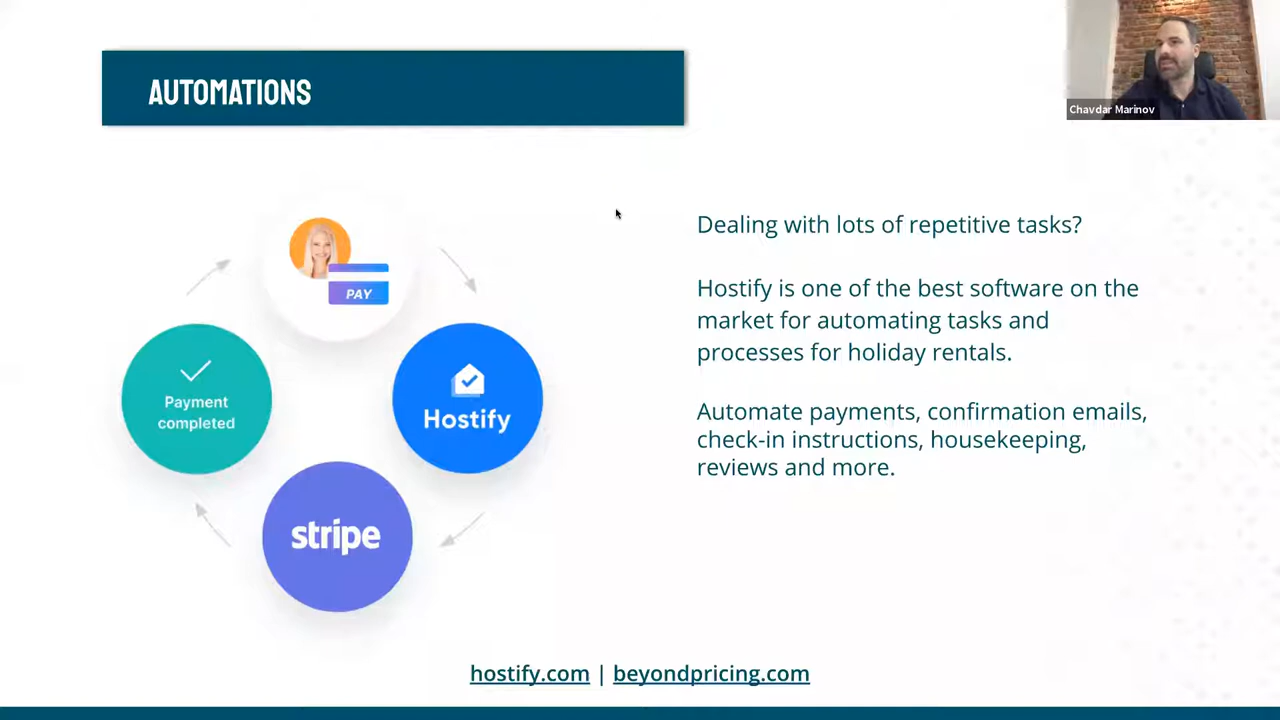 AUTOMATIONS
Chavdar Marinov
PAY
Payment
completed
Hostify
stripe
Dealing with lots of repetitive tasks?
Hostify is one of the best software on the
market for automating tasks and
processes for holiday rentals.
Automate payments, confirmation emails,
check-in instructions, housekeeping,
reviews and more.
hostify.com | beyondpricing.com